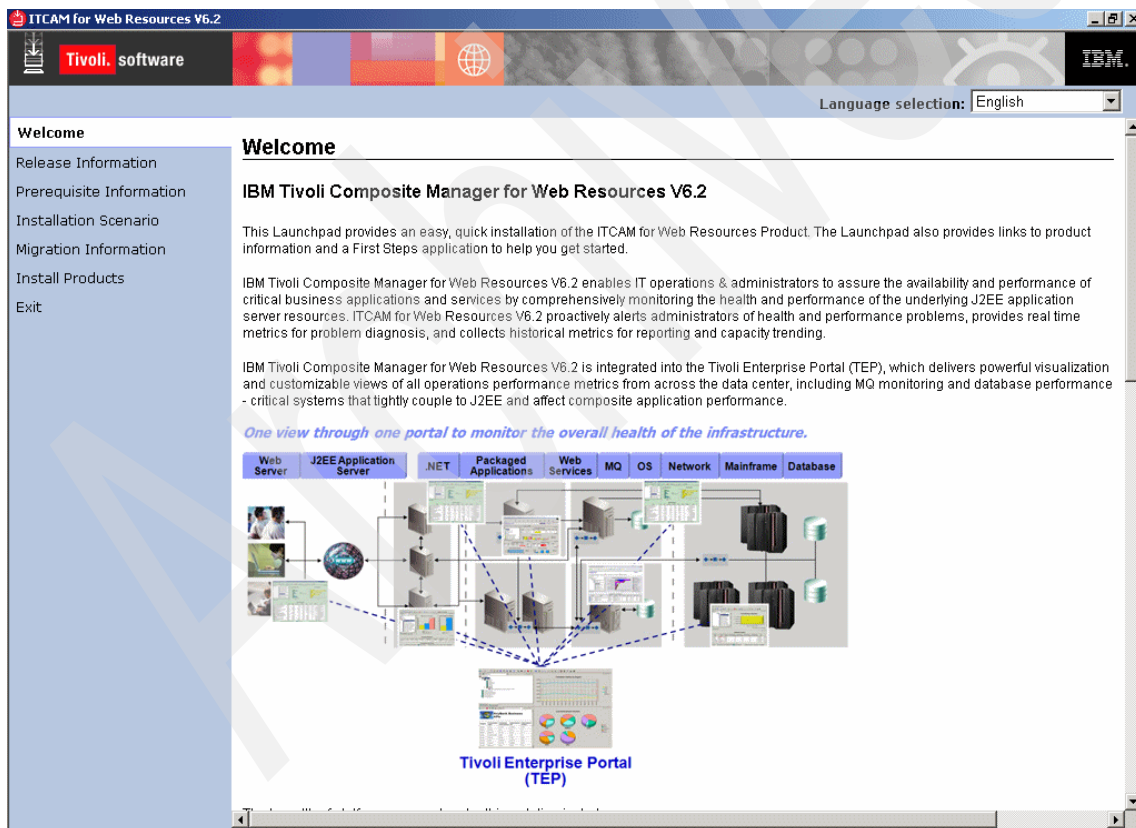 ITCAM for Web Resources V6.2
Tivoli. software
IBM.
Language selection: English
Welcome
Release Information
Prerequisite Information
Installation Scenario
Migration Information
Install Products
Exit
Welcome
IBM Tivoli Composite Manager for Web Resources V6.2
This Launchpad provides an easy, quick installation of the ITCAM for Web Resources Product. The Launchpad also provides links to product
information and a First Steps application to help you get started.
IBM Tivoli Composite Manager for Web Resources V6.2 enables IT operations & administrators to assure the availability and performance of
critical business applications and services by comprehensively monitoring the health and performance of the underlying J2EE application
server resources. ITCAM for Web Resources V6.2 proactively alerts administrators of health and performance problems, provides real time
metrics for problem diagnosis, and collects historical metrics for reporting and capacity trending.
IBM Tivoli Composite Manager for Web Resources V6.2 is integrated into the Tivoli Enterprise Portal (TEP), which delivers powerful visualization
and customizable views of all operations performance metrics from across the data center, including MQ monitoring and database performance
- critical systems that tightly couple to J2EE and affect composite application performance.
One view through one portal to monitor the overall health of the infrastructure.
Web Server J2EE Application Server .NET Packaged Applications Web Services MQ OS Network Mainframe Database
Tivoli Enterprise Portal
(TEP)